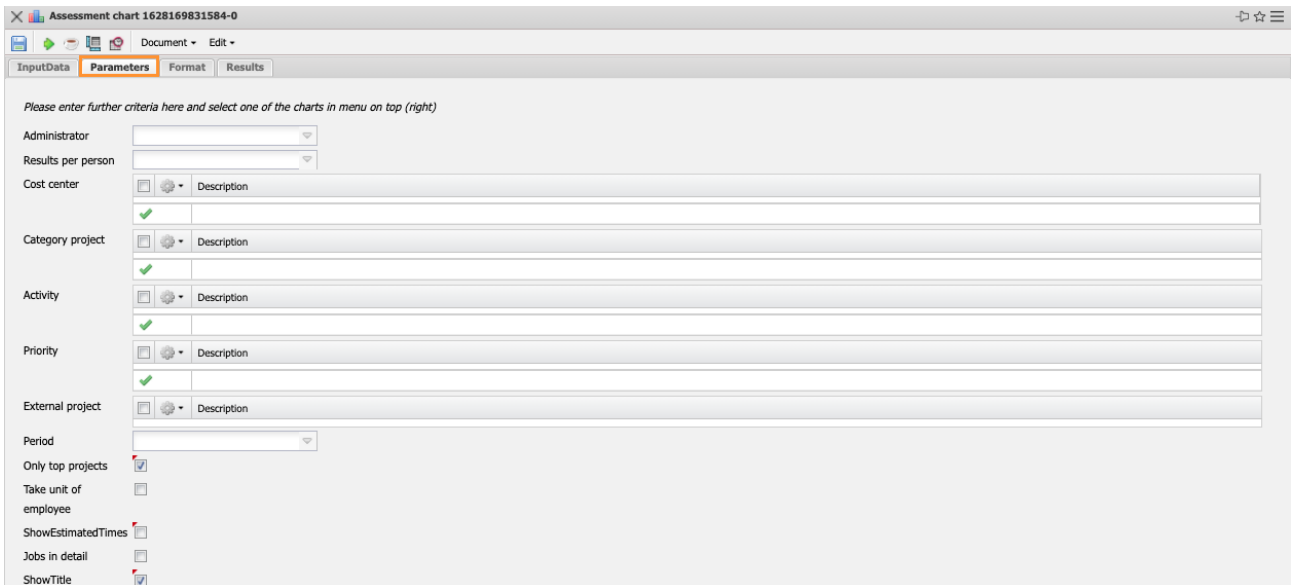 Assessment chart 1628169831584-0
Document Edit
InputData Parameters Format Results
Please enter further criteria here and select one of the charts in menu on top (right)
Administrator
Results per person
Cost center Description
Category project Description
Activity Description
Priority Description
External project Description
Period
Only top projects
Take unit of
employee
ShowEstimatedTimes
Jobs in detail
ShowTitle